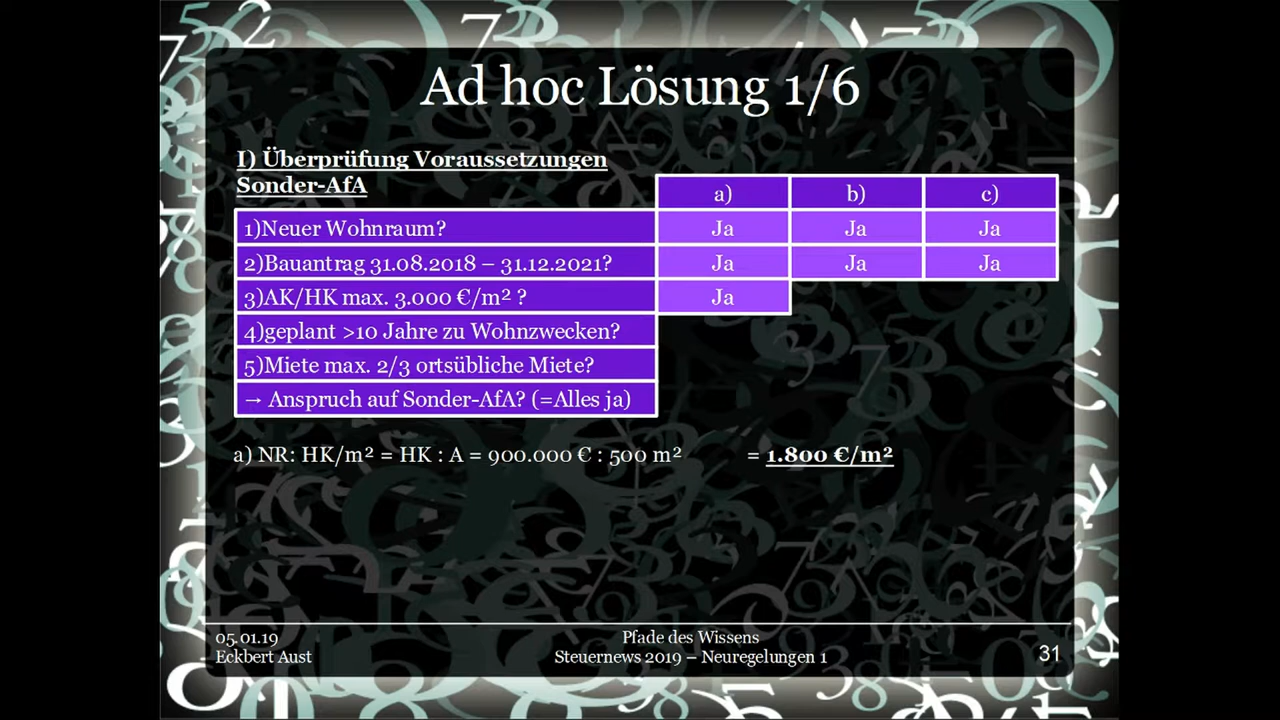 Ad hoc Lösung 1/6
I) Überprüfung Voraussetzungen
Sonder-AfA
a) b) c)
1)Neuer Wohnraum? Ja Ja Ja
2)Bauantrag 31.08.2018 – 31.12.2021? Ja Ja Ja
3)AK/HK max. 3.000 €/m² ? Ja
4)geplant >10 Jahre zu Wohnzwecken?
5)Miete max. 2/3 ortsübliche Miete?
→ Anspruch auf Sonder-AfA? (=Alles ja)
a) NR: HK/m² = HK : A = 900.000 € : 500 m² = 1.800 €/m²
05.01.19
Eckbert Aust
Pfade des Wissens
Steuernews 2019 – Neuregelungen 1
31